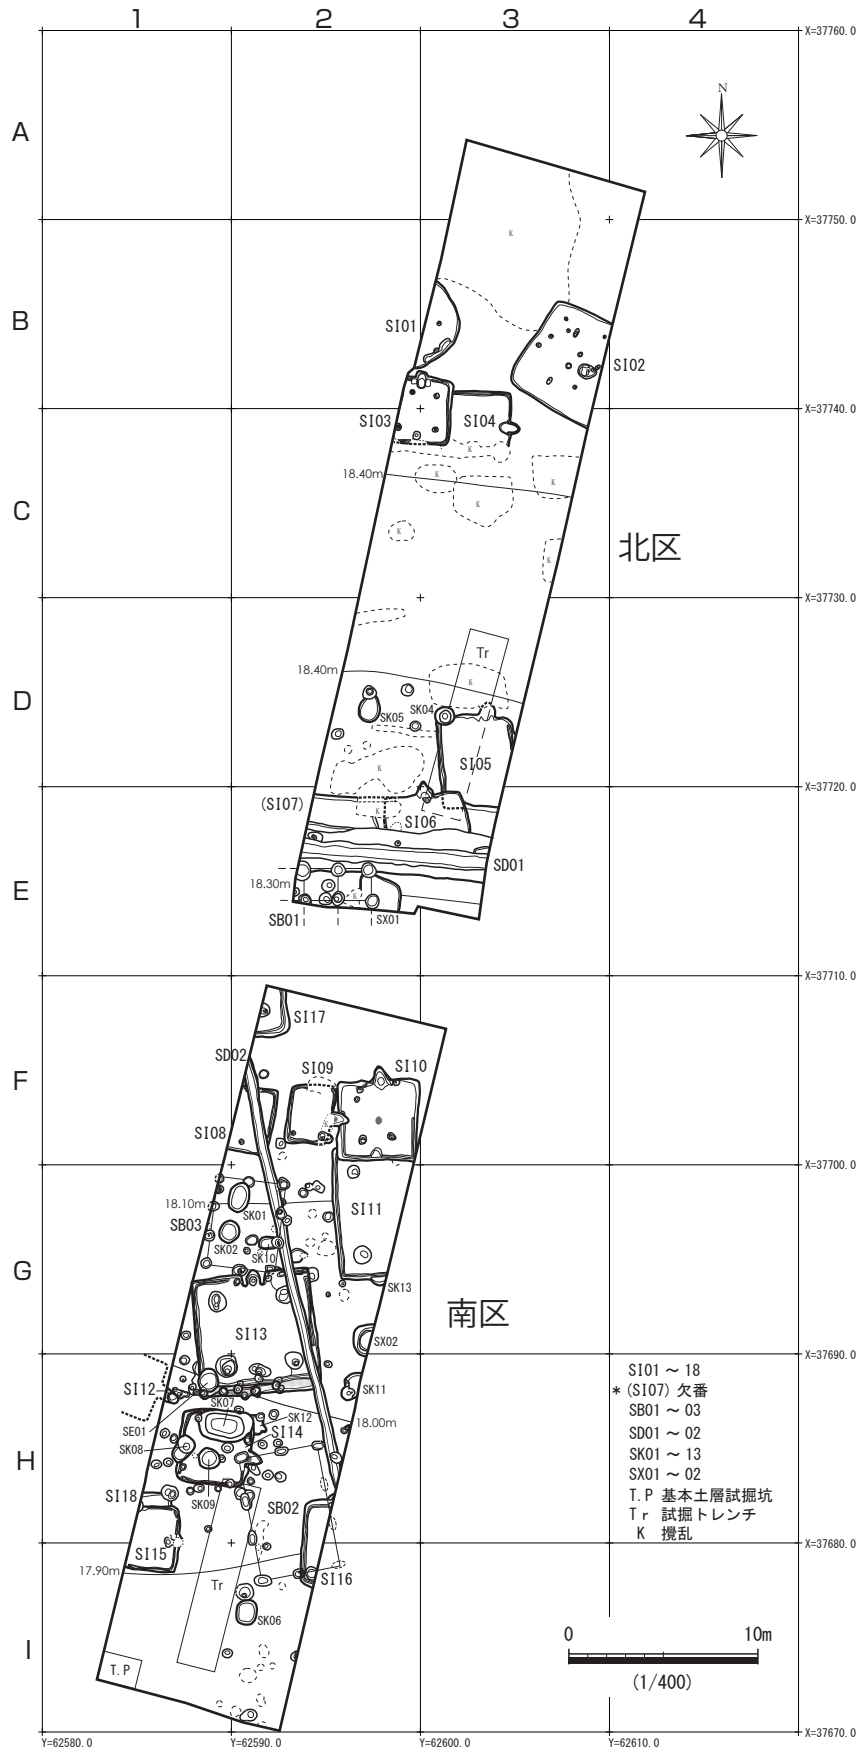 1 2 3 4
X=37760.0
N
A
X=37750.0
K
B
SI01
SI02
X=37740.0
SI03
SI04
K
18.40m
K
K
K
C
K
北区
K
X=37730.0
Tr
18.40m
K
D
SK04
SK05
SI05
K
X=37720.0
(SI07)
K
SI06
SD01
18.30m
E
K
SB01
SX01
X=37710.0
SI17
SD02
SI09
SI10
F
SI08
X=37700.0
18.10m
SK01
SI11
SB03
SK02
SK10
G
SK13
南区
SI13
SX02
X=37690.0
SI01 ~ 18
SI12
SK11
*(SI07) 欠番
SK07
SB01 ~ 03
SK12
18.00m
SE01
SI14
SD01 ~ 02
SK08
H
SK01 ~ 13
SX01 ~ 02
SK09
SI18
SB02
T.P 基本土層試掘坑
Tr 試掘トレンチ
K 攪乱
X=37680.0
SI15
17.90m
Tr
SI16
SK06
0 10m
I
T.P
(1/400)
X=37670.0
Y=62580.0 Y=62590.0 Y=62600.0 Y=62610.0